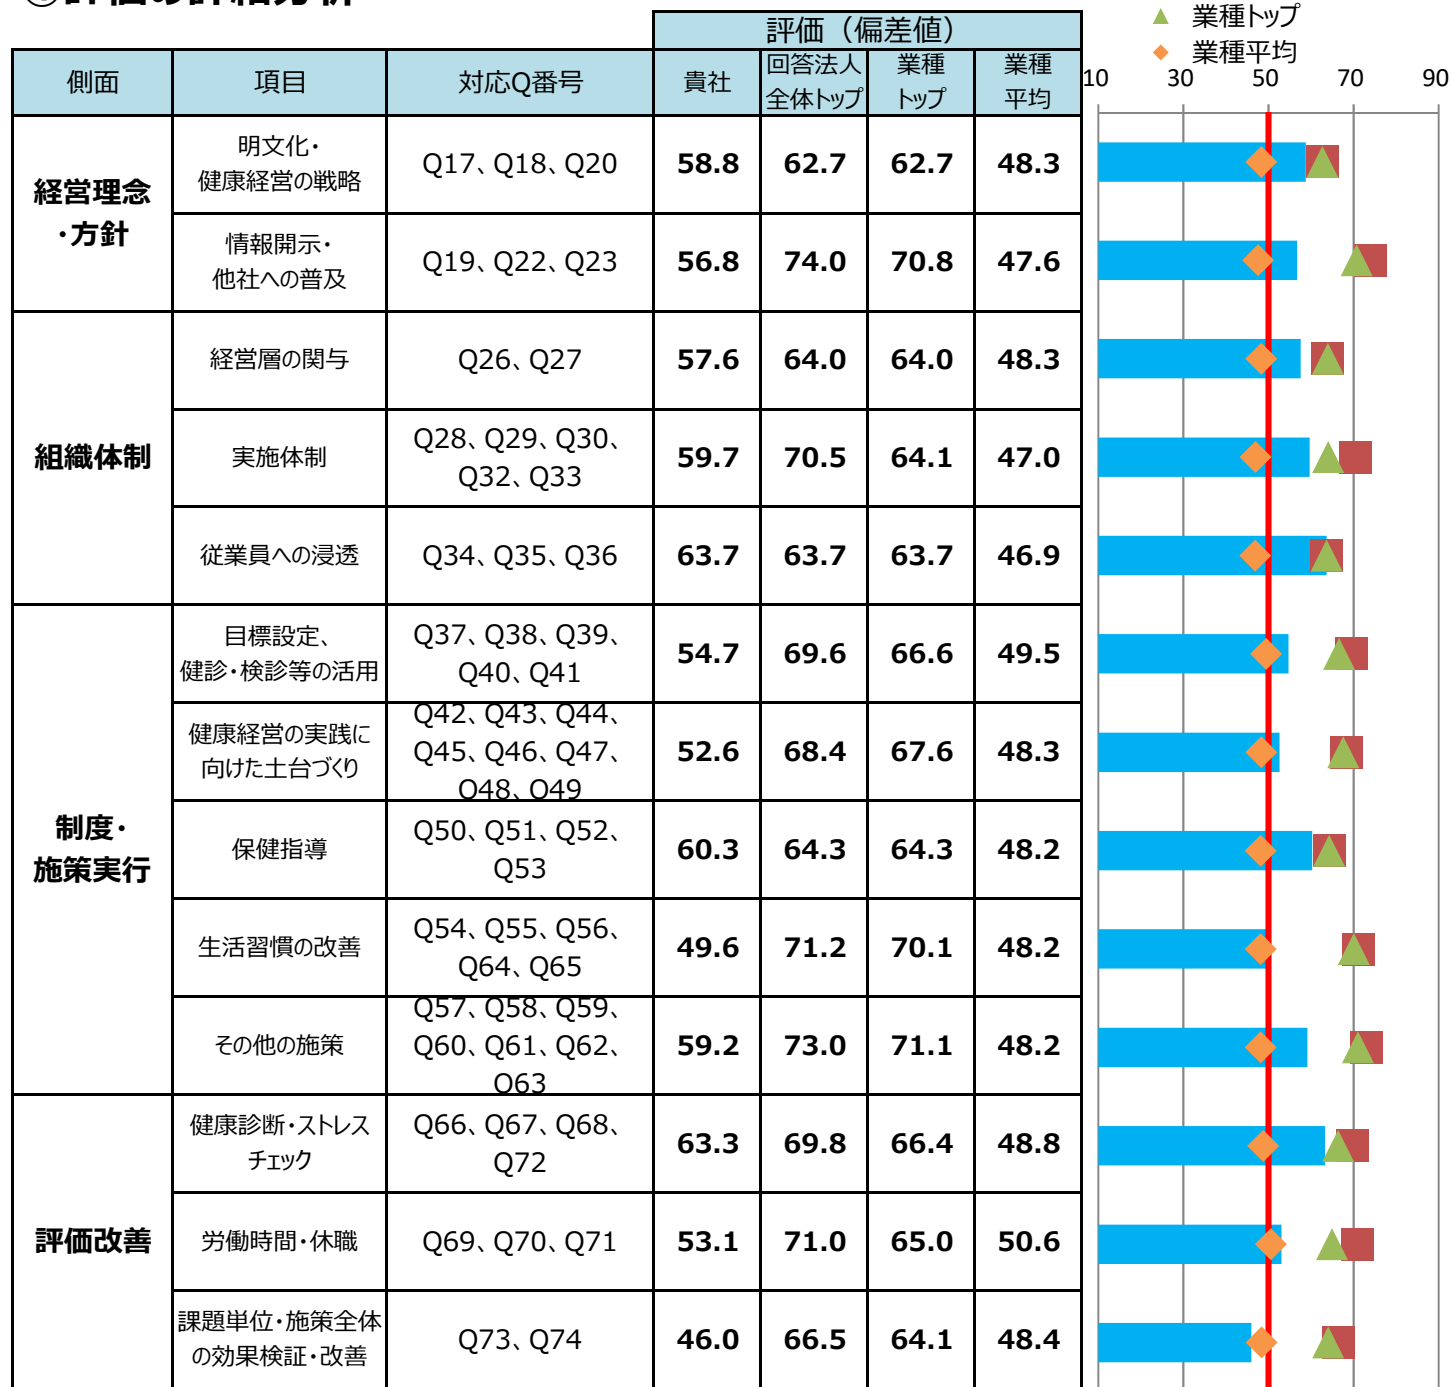 ①評価の詳細分析
評価（偏差値）
▲ 業種トップ
◆ 業種平均
側面 項目 対応Q番号 貴社 回答法人 業種 業種
全体トップ トップ 平均
10 30 50 70 90
経営理念
・方針
明文化・
健康経営の戦略
Q17、Q18、Q20 58.8 62.7 62.7 48.3
情報開示・
他社への普及
Q19、Q22、Q23 56.8 74.0 70.8 47.6
組織体制
経営層の関与 Q26、Q27 57.6 64.0 64.0 48.3
実施体制
Q28、Q29、Q30、
Q32、Q33
59.7 70.5 64.1 47.0
従業員への浸透 Q34、Q35、Q36 63.7 63.7 63.7 46.9
制度・
施策実行
目標設定、
健診・検診等の活用
Q37、Q38、Q39、
Q40、Q41
54.7 69.6 66.6 49.5
健康経営の実践に
向けた土台づくり
Q42、Q43、Q44、
Q45、Q46、Q47、
Q48、Q49
52.6 68.4 67.6 48.3
保健指導
Q50、Q51、Q52、
Q53
60.3 64.3 64.3 48.2
生活習慣の改善
Q54、Q55、Q56、
Q64、Q65
49.6 71.2 70.1 48.2
その他の施策
Q57、Q58、Q59、
Q60、Q61、Q62、
Q63
59.2 73.0 71.1 48.2
評価改善
健康診断・ストレス
チェック
Q66、Q67、Q68、
Q72
63.3 69.8 66.4 48.8
労働時間・休職 Q69、Q70、Q71 53.1 71.0 65.0 50.6
課題単位・施策全体
の効果検証・改善
Q73、Q74 46.0 66.5 64.1 48.4